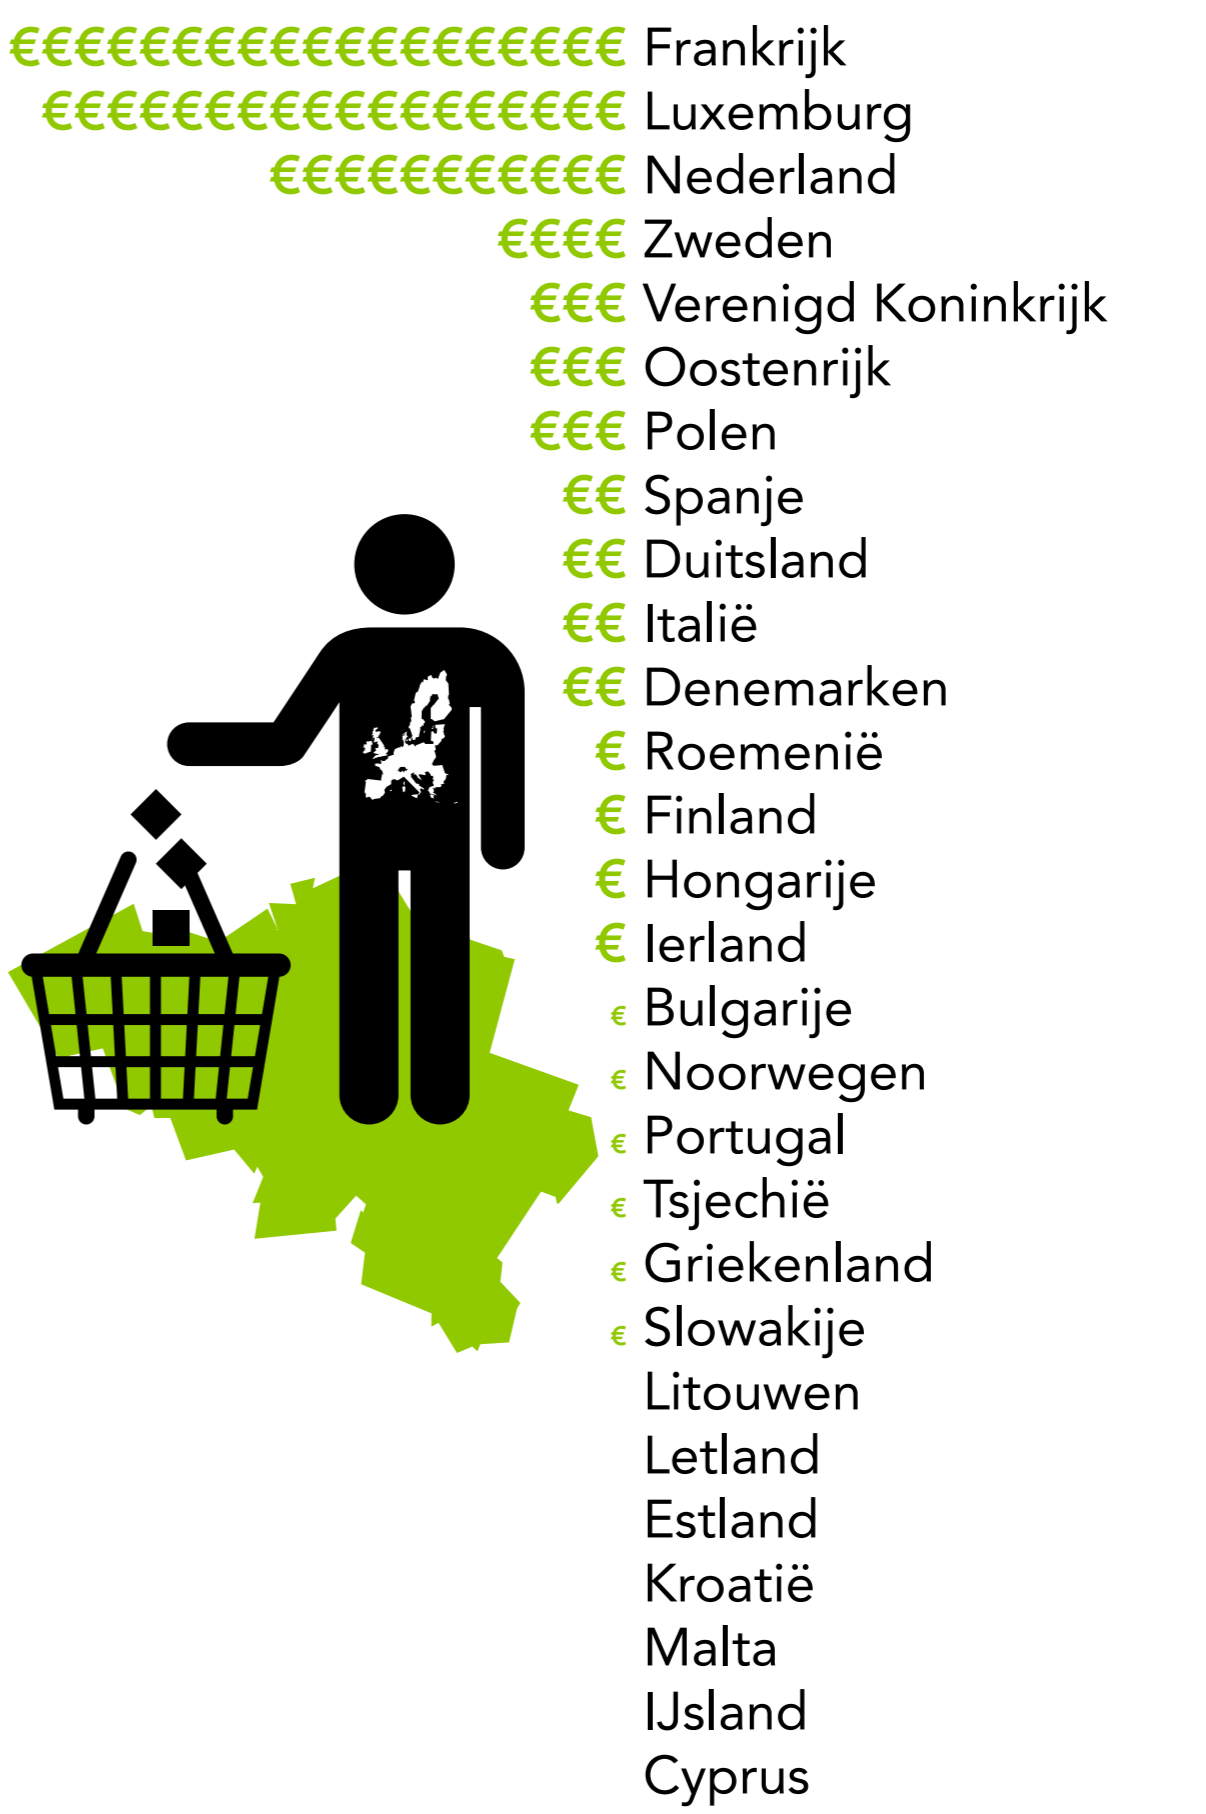 €€€€€€€€€€€€€€€€€€€ Frankrijk
€€€€€€€€€€€€€€€€€€ Luxemburg
€€€€€€€€€€€ Nederland
€€€€ Zweden
€€€ Verenigd Koninkrijk
€€€ Oostenrijk
€€€ Polen
€€ Spanje
€€ Duitsland
€€ Italië
€€ Denemarken
€ Roemenië
€ Finland
€ Hongarije
€ Ierland
€ Bulgarije
€ Noorwegen
€ Portugal
€ Tsjechië
€ Griekenland
€ Slowakije
Litouwen
Letland
Estland
Kroatië
Malta
IJsland
Cyprus